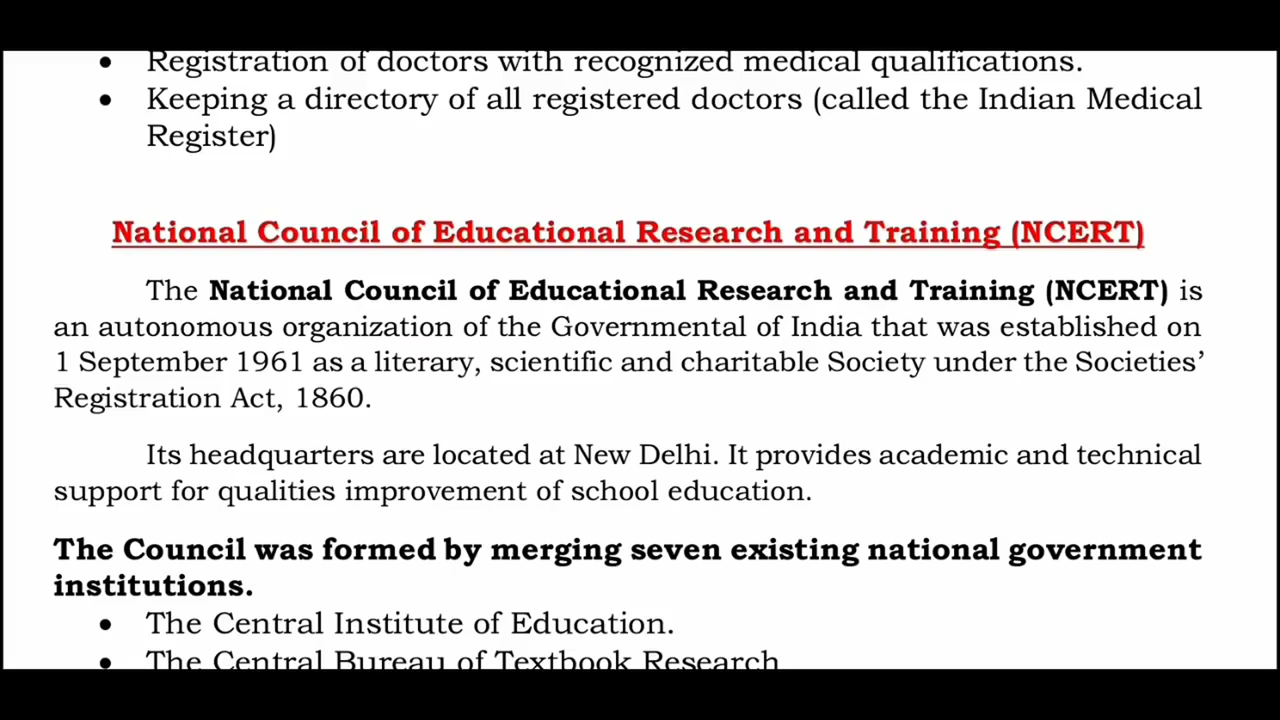 • Registration of doctors with recognized medical qualifications.
• Keeping a directory of all registered doctors (called the Indian Medical
Register)
National Council of Educational Research and Training (NCERT)
The National Council of Educational Research and Training (NCERT) is
an autonomous organization of the Governmental of India that was established on
1 September 1961 as a literary, scientific and charitable Society under the Societies’
Registration Act, 1860.
Its headquarters are located at New Delhi. It provides academic and technical
support for qualities improvement of school education.
The Council was formed by merging seven existing national government
institutions.
• The Central Institute of Education.
• The Central Bureau of Textbook Research